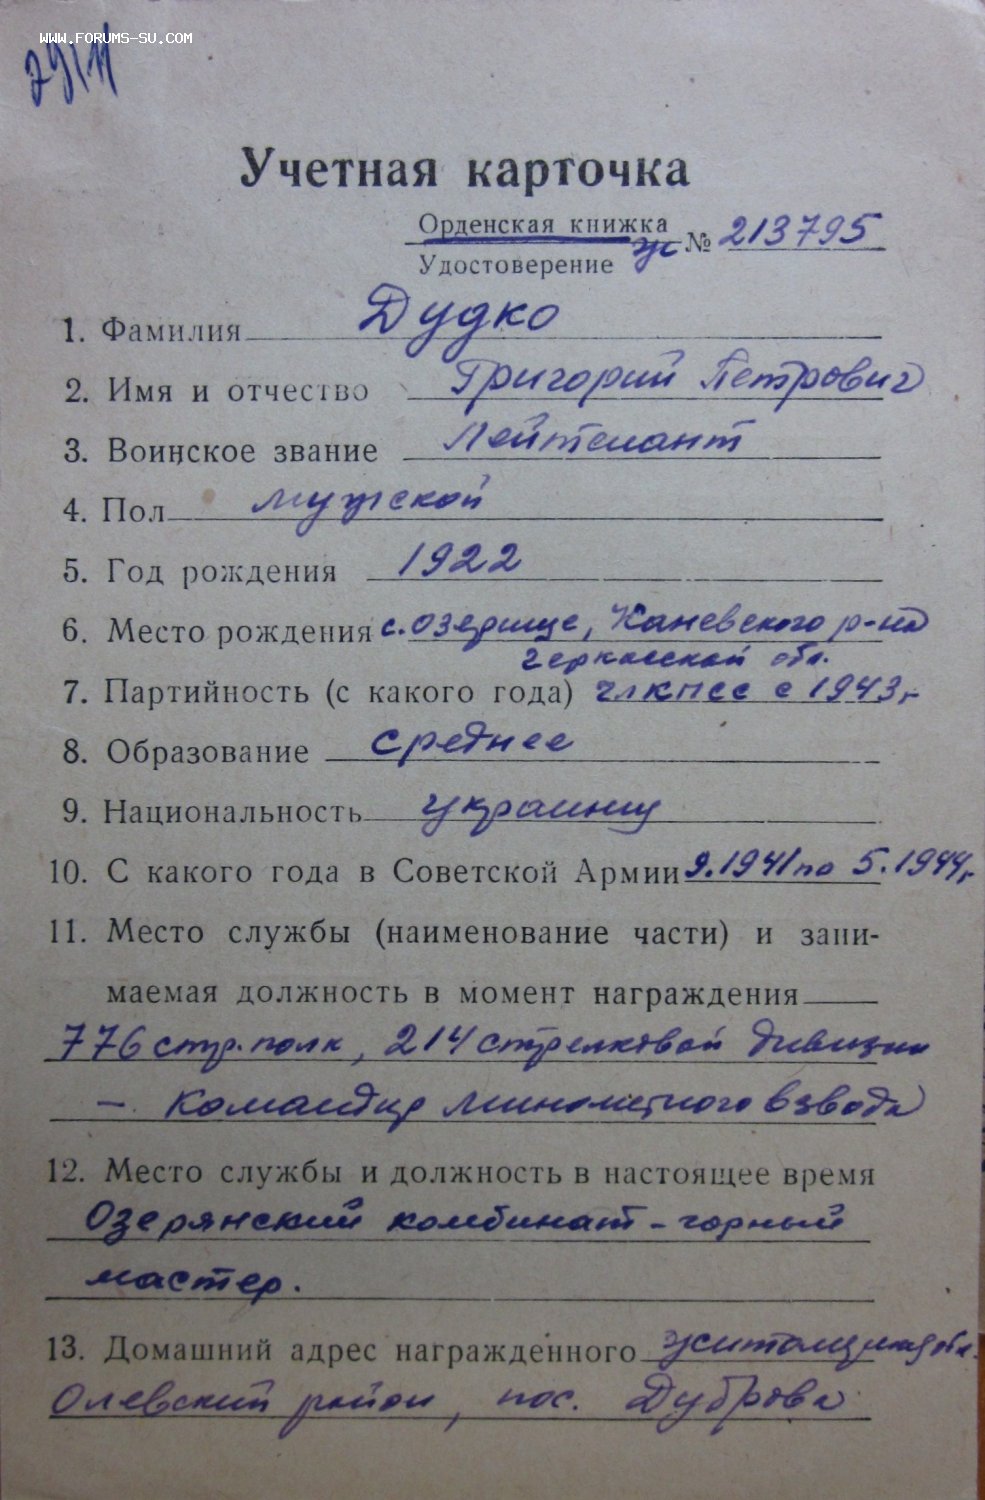 WWW.FORUMS-SU.COM
Учетная карточка
Орденская книжка
Удостоверение № 213795
1. Фамилия Дудко
2. Имя и отчество Григорий Петрович
3. Воинское звание Лейтенант
4. Пол мужской
5. Год рождения 1922
6. Место рождения с. Озерище, Каневского р-на
Черкасской обл.
7. Партийность (с какого года) чл КПСС с 1943 г.
8. Образование среднее
9. Национальность украинец
10. С какого года в Советской Армии 9.1941 по 5.1944 г.
11. Место службы (наименование части) и зани-
маемая должность в момент награждения
776 стр. полк, 214 стрелковой дивизии
– командир минометного взвода
12. Место службы и должность в настоящее время
Озерянский комбинат – горный
мастер.
13. Домашний адрес награжденного Житомирская обл.
Олевский район, пос. Дуброва